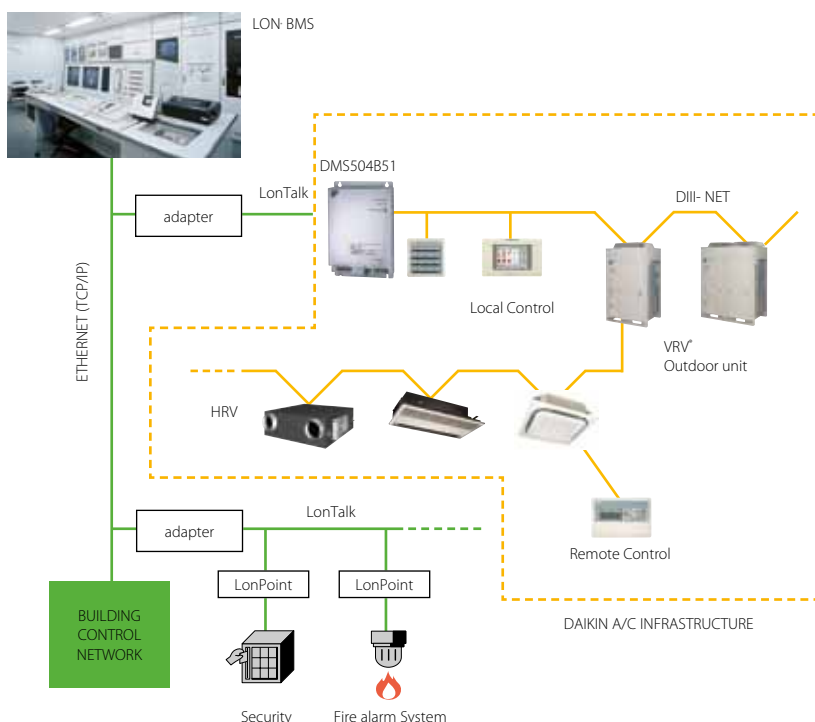 LON· BMS
DMS504B51
LonTalk
adapter
DIII- NET
Local Control
ETHERNET (TCP/IP)
VRV®
Outdoor unit
HRV
LonTalk
adapter
Remote Control
LonPoint
LonPoint
BUILDING
CONTROL
NETWORK
DAIKIN A/C INFRASTRUCTURE
Security
Fire alarm System